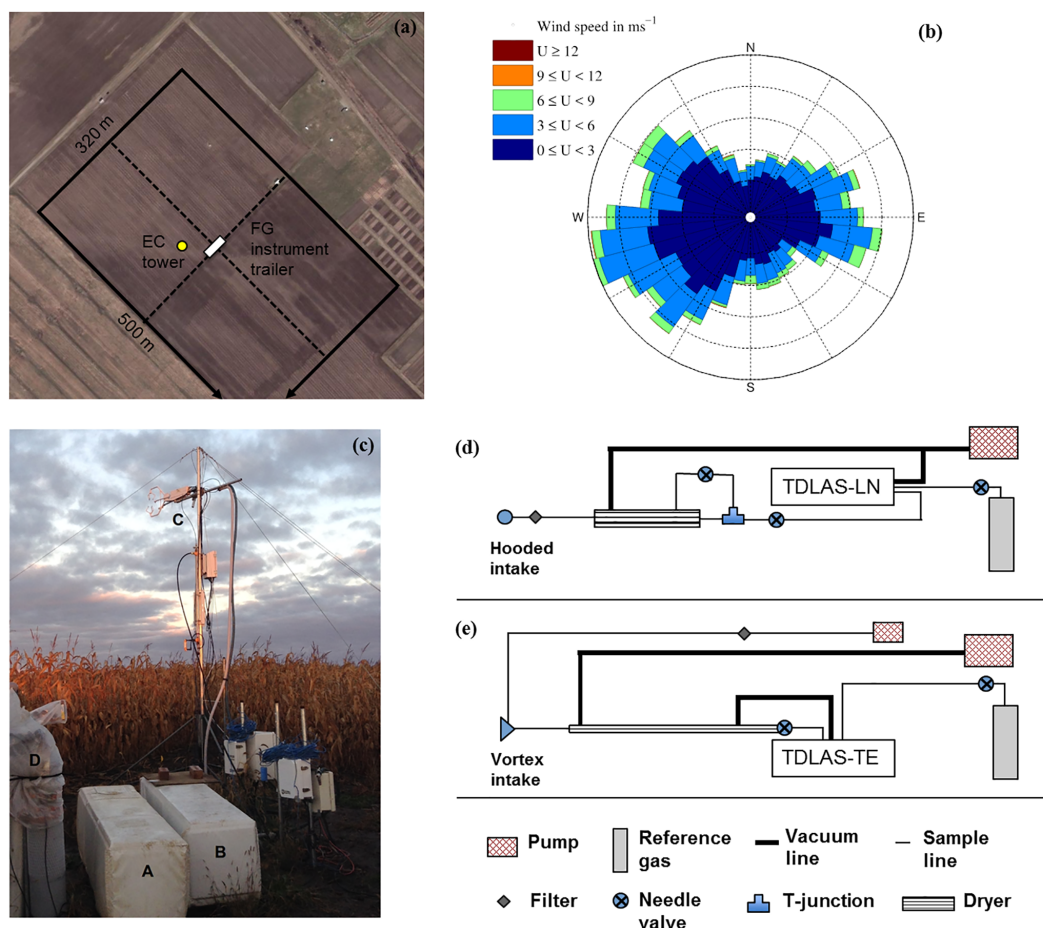 (a)
320 m
EC
tower
FG
instrument
trailer
500 m
Wind speed in ms⁻¹
(b)
U ≥ 12
9 ≤ U < 12
6 ≤ U < 9
3 ≤ U < 6
0 ≤ U < 3
N
W
E
S
(c)
C
D
A
B
(d)
TDLAS-LN
Hooded
intake
(e)
Vortex
intake
TDLAS-TE
Pump
Reference
gas
Vacuum
line
Sample
line
Filter
Needle
valve
T-junction
Dryer